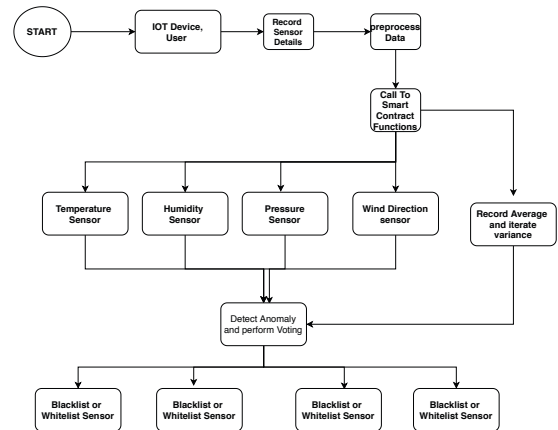 START
IOT Device,
User
Record
Sensor
Details
preprocess
Data
Call To
Smart
Contract
Functions
Temperature
Sensor
Humidity
Sensor
Pressure
Sensor
Wind Direction
sensor
Record Average
and iterate
variance
Detect Anomaly
and perform Voting
Blacklist or
Whitelist Sensor
Blacklist or
Whitelist Sensor
Blacklist or
Whitelist Sensor
Blacklist or
Whitelist Sensor